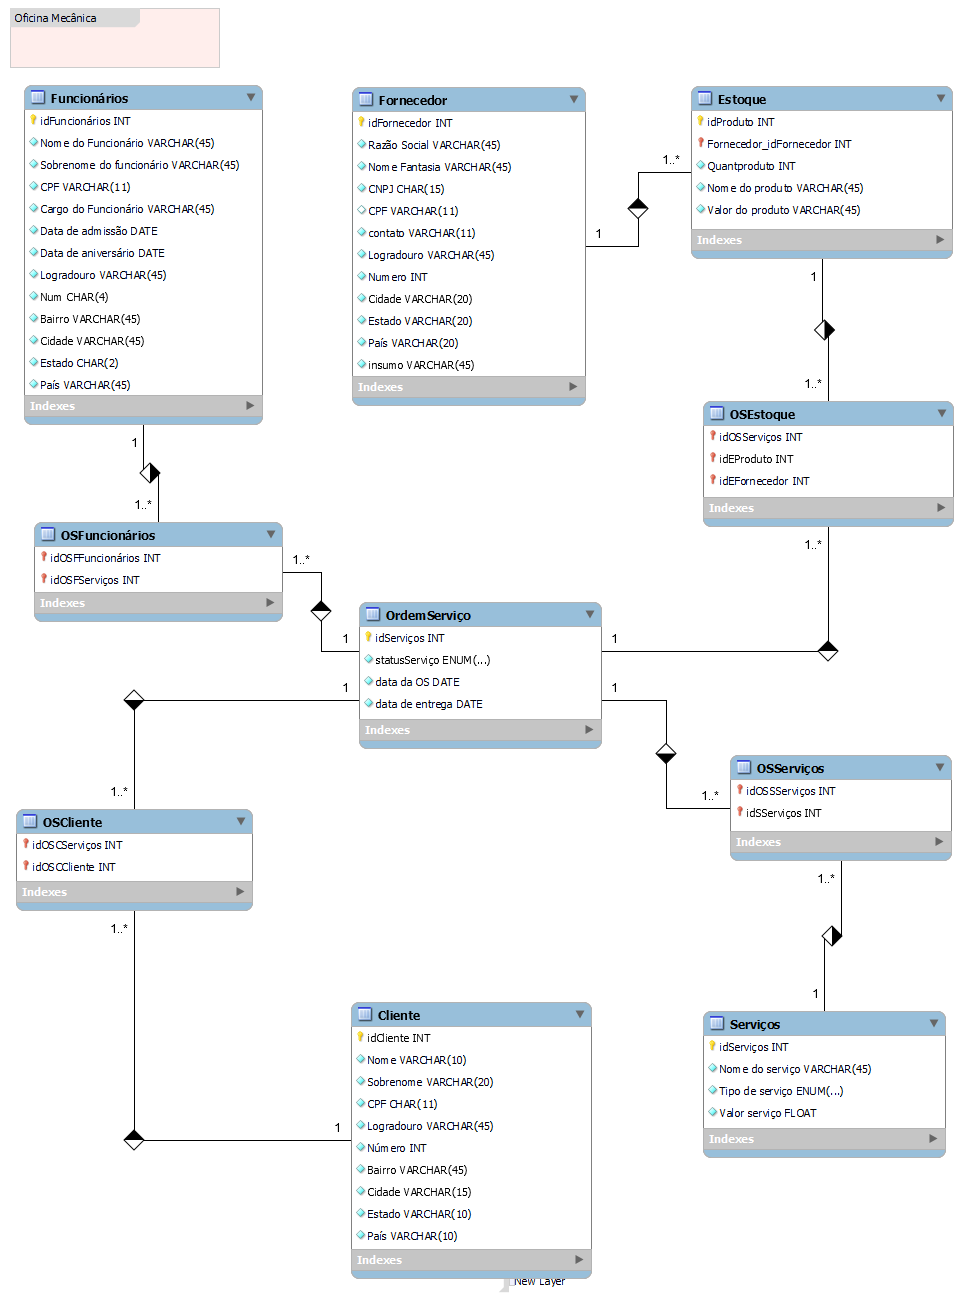 Oficina Mecânica
Funcionários
idFuncionários INT
Nome do Funcionário VARCHAR(45)
Sobrenome do funcionário VARCHAR(45)
CPF VARCHAR(11)
Cargo do Funcionário VARCHAR(45)
Data de admissão DATE
Data de aniversário DATE
Logradouro VARCHAR(45)
Num CHAR(4)
Bairro VARCHAR(45)
Cidade VARCHAR(45)
Estado CHAR(2)
País VARCHAR(45)
Indexes
Fornecedor
idFornecedor INT
Razão Social VARCHAR(45)
Nome Fantasia VARCHAR(45)
CNPJ CHAR(15)
CPF VARCHAR(11)
contato VARCHAR(11)
Logradouro VARCHAR(45)
Numero INT
Cidade VARCHAR(20)
Estado VARCHAR(20)
País VARCHAR(20)
insumo VARCHAR(45)
Indexes
1..*
1
Estoque
idProduto INT
Fornecedor_idFornecedor INT
Quantproduto INT
Nome do produto VARCHAR(45)
Valor do produto VARCHAR(45)
Indexes
1
1..*
OSEstoque
idOSServiços INT
idEProduto INT
idEFornecedor INT
Indexes
1..*
1
1
1..*
OSFuncionários
idOSFFuncionários INT
idOSFServiços INT
Indexes
1..*
1
OrdemServiço
idServiços INT
statusServiço ENUM(...)
data da OS DATE
data de entrega DATE
Indexes
1
1..*
1
1..*
OSServiços
idOSSServiços INT
idSServiços INT
Indexes
1..*
1
OSCliente
idOSCServiços INT
idOSCCliente INT
Indexes
1..*
1
Cliente
idCliente INT
Nome VARCHAR(10)
Sobrenome VARCHAR(20)
CPF CHAR(11)
Logradouro VARCHAR(45)
Número INT
Bairro VARCHAR(45)
Cidade VARCHAR(15)
Estado VARCHAR(10)
País VARCHAR(10)
Indexes
Serviços
idServiços INT
Nome do serviço VARCHAR(45)
Tipo de serviço ENUM(...)
Valor serviço FLOAT
Indexes
New Layer